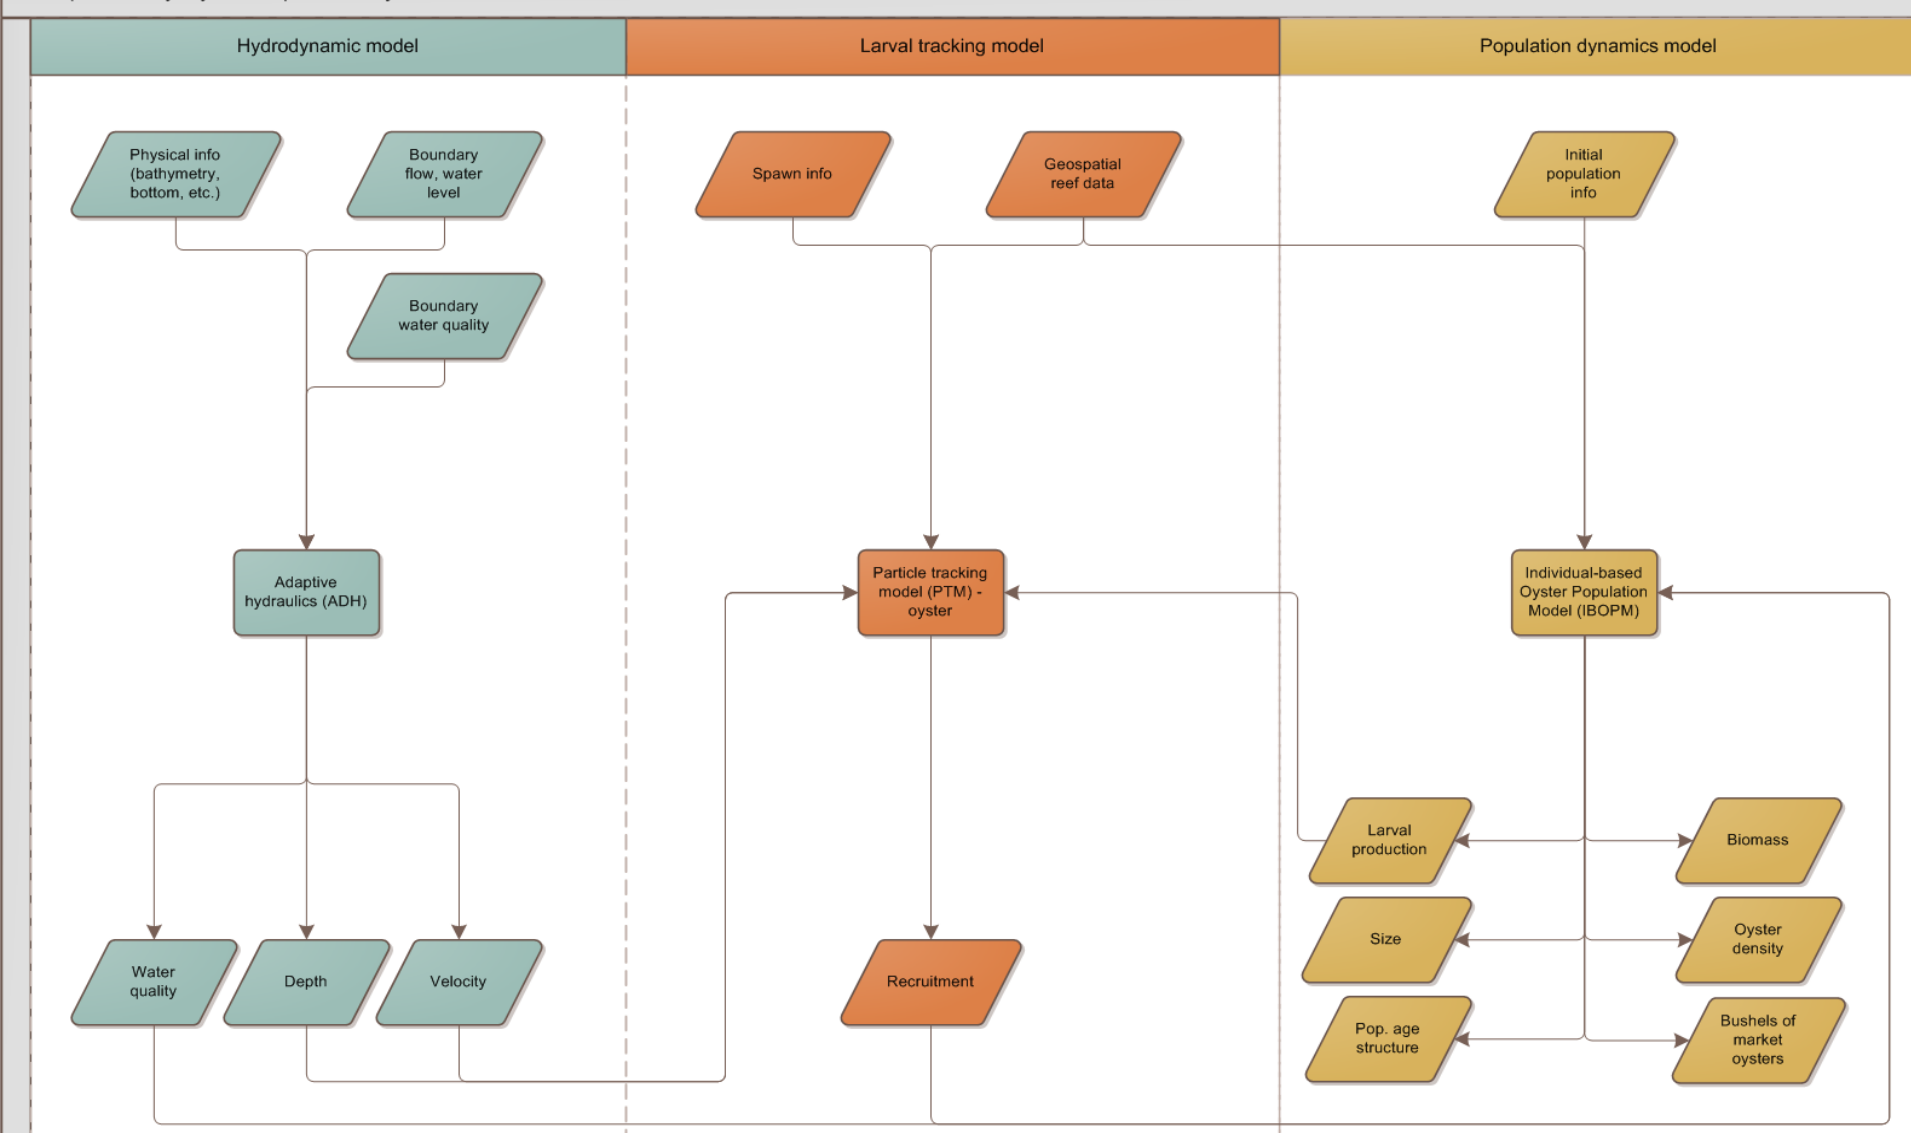 Hydrodynamic model
Larval tracking model
Population dynamics model
Physical info
(bathymetry,
bottom, etc.)
Boundary
flow, water
level
Spawn info
Geospatial
reef data
Initial
population
info
Boundary
water quality
Adaptive
hydraulics (ADH)
Particle tracking
model (PTM) -
oyster
Individual-based
Oyster Population
Model (IBOPM)
Larval
production
Biomass
Size
Oyster
density
Water
quality
Depth
Velocity
Recruitment
Pop. age
structure
Bushels of
market
oysters